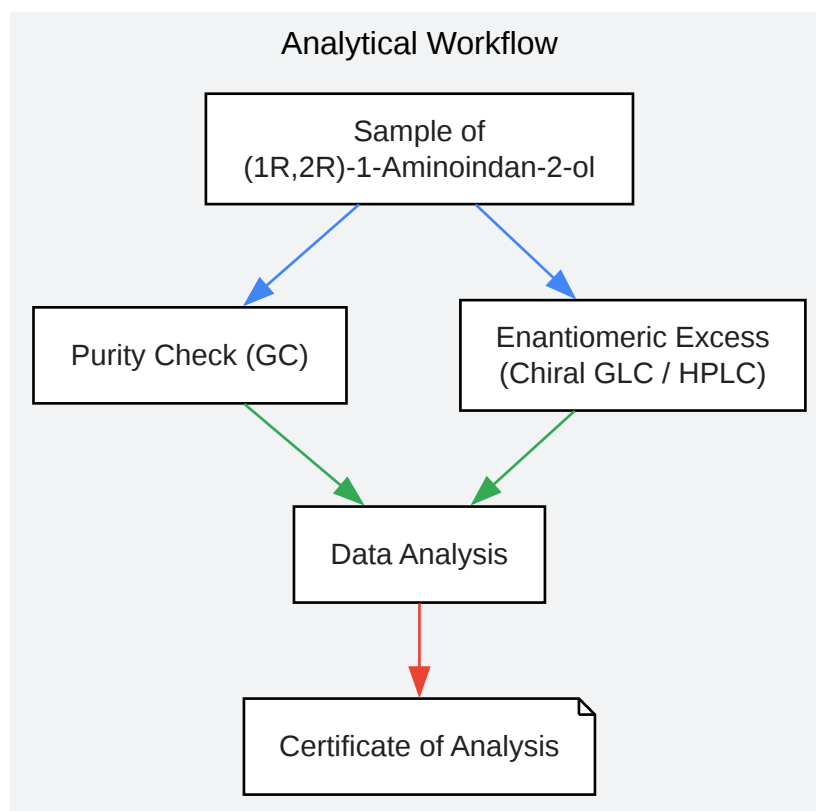 Analytical Workflow
Sample of
(1R,2R)-1-Aminoindan-2-ol
Purity Check (GC)
Enantiomeric Excess
(Chiral GLC / HPLC)
Data Analysis
Certificate of Analysis